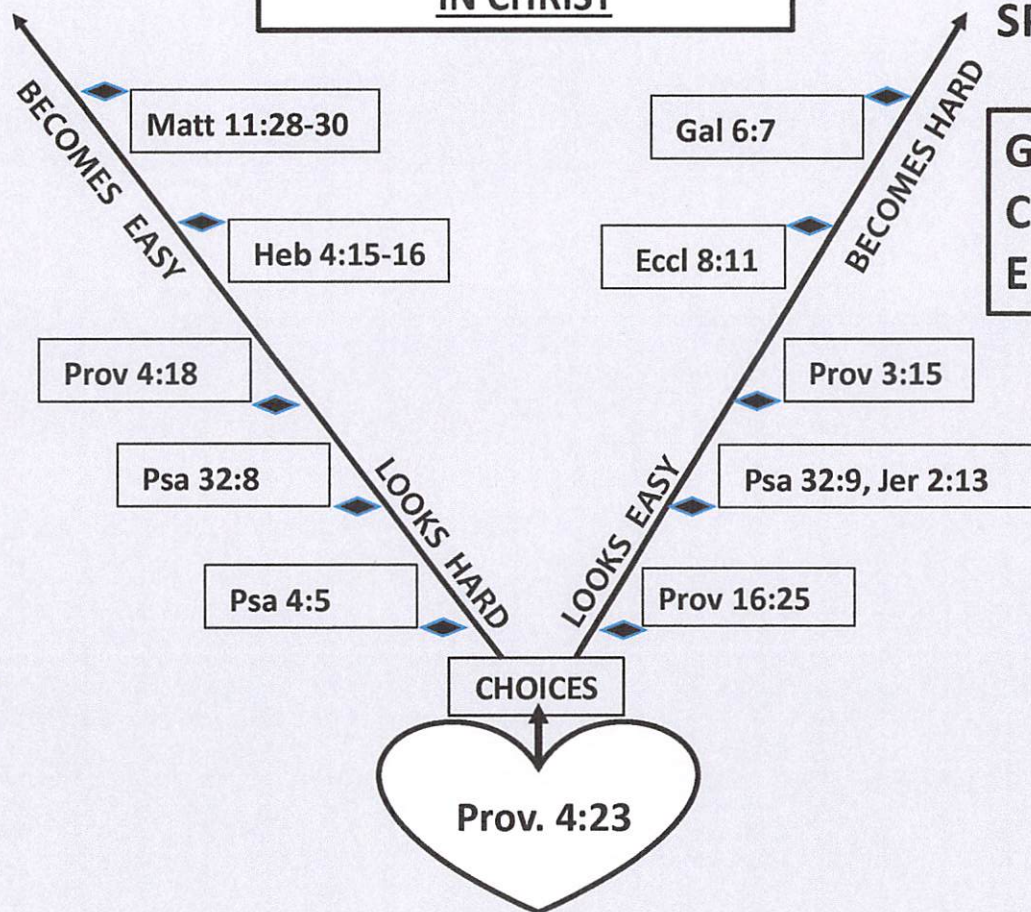 IN CHRIST
BECOMES EASY
Matt 11:28-30
Heb 4:15-16
Prov 4:18
Psa 32:8
LOOKS HARD
Psa 4:5
BECOMES HARD
Gal 6:7
Eccl 8:11
Prov 3:15
LOOKS EASY
Psa 32:9, Jer 2:13
Prov 16:25
G
C
E
CHOICES
Prov. 4:23